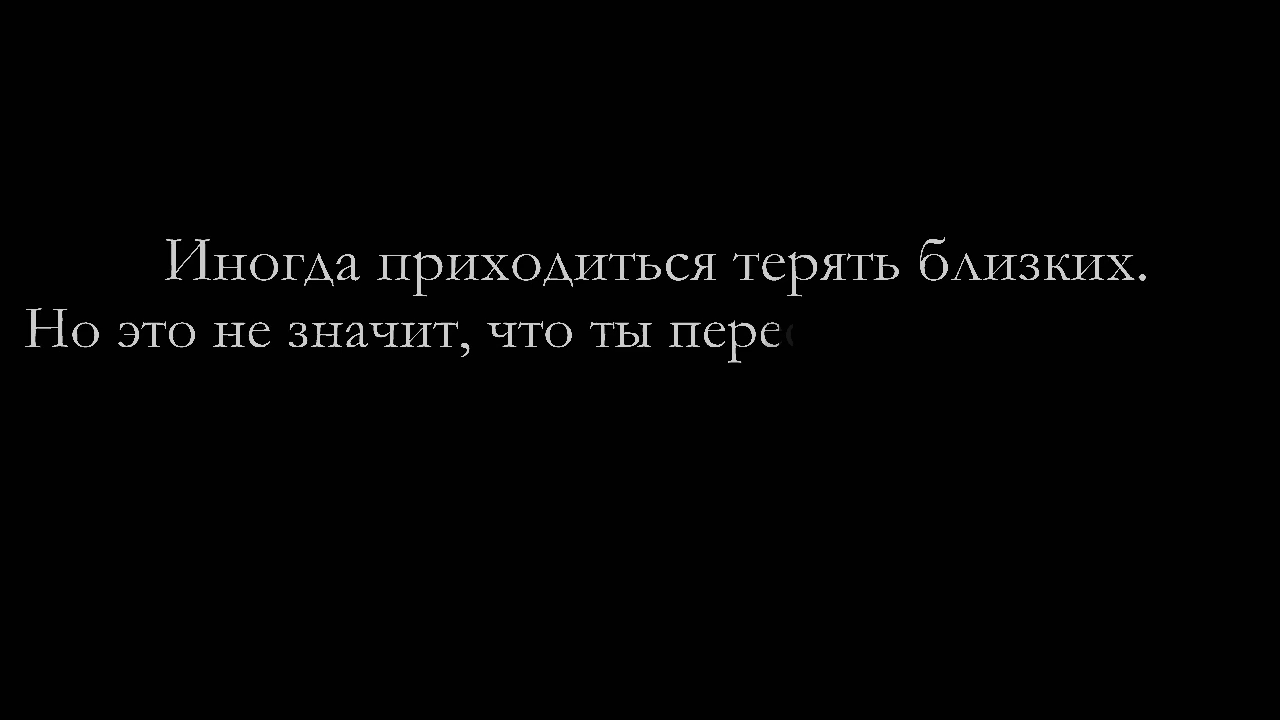 Иногда приходиться терять близких.
Но это не значит, что ты пере